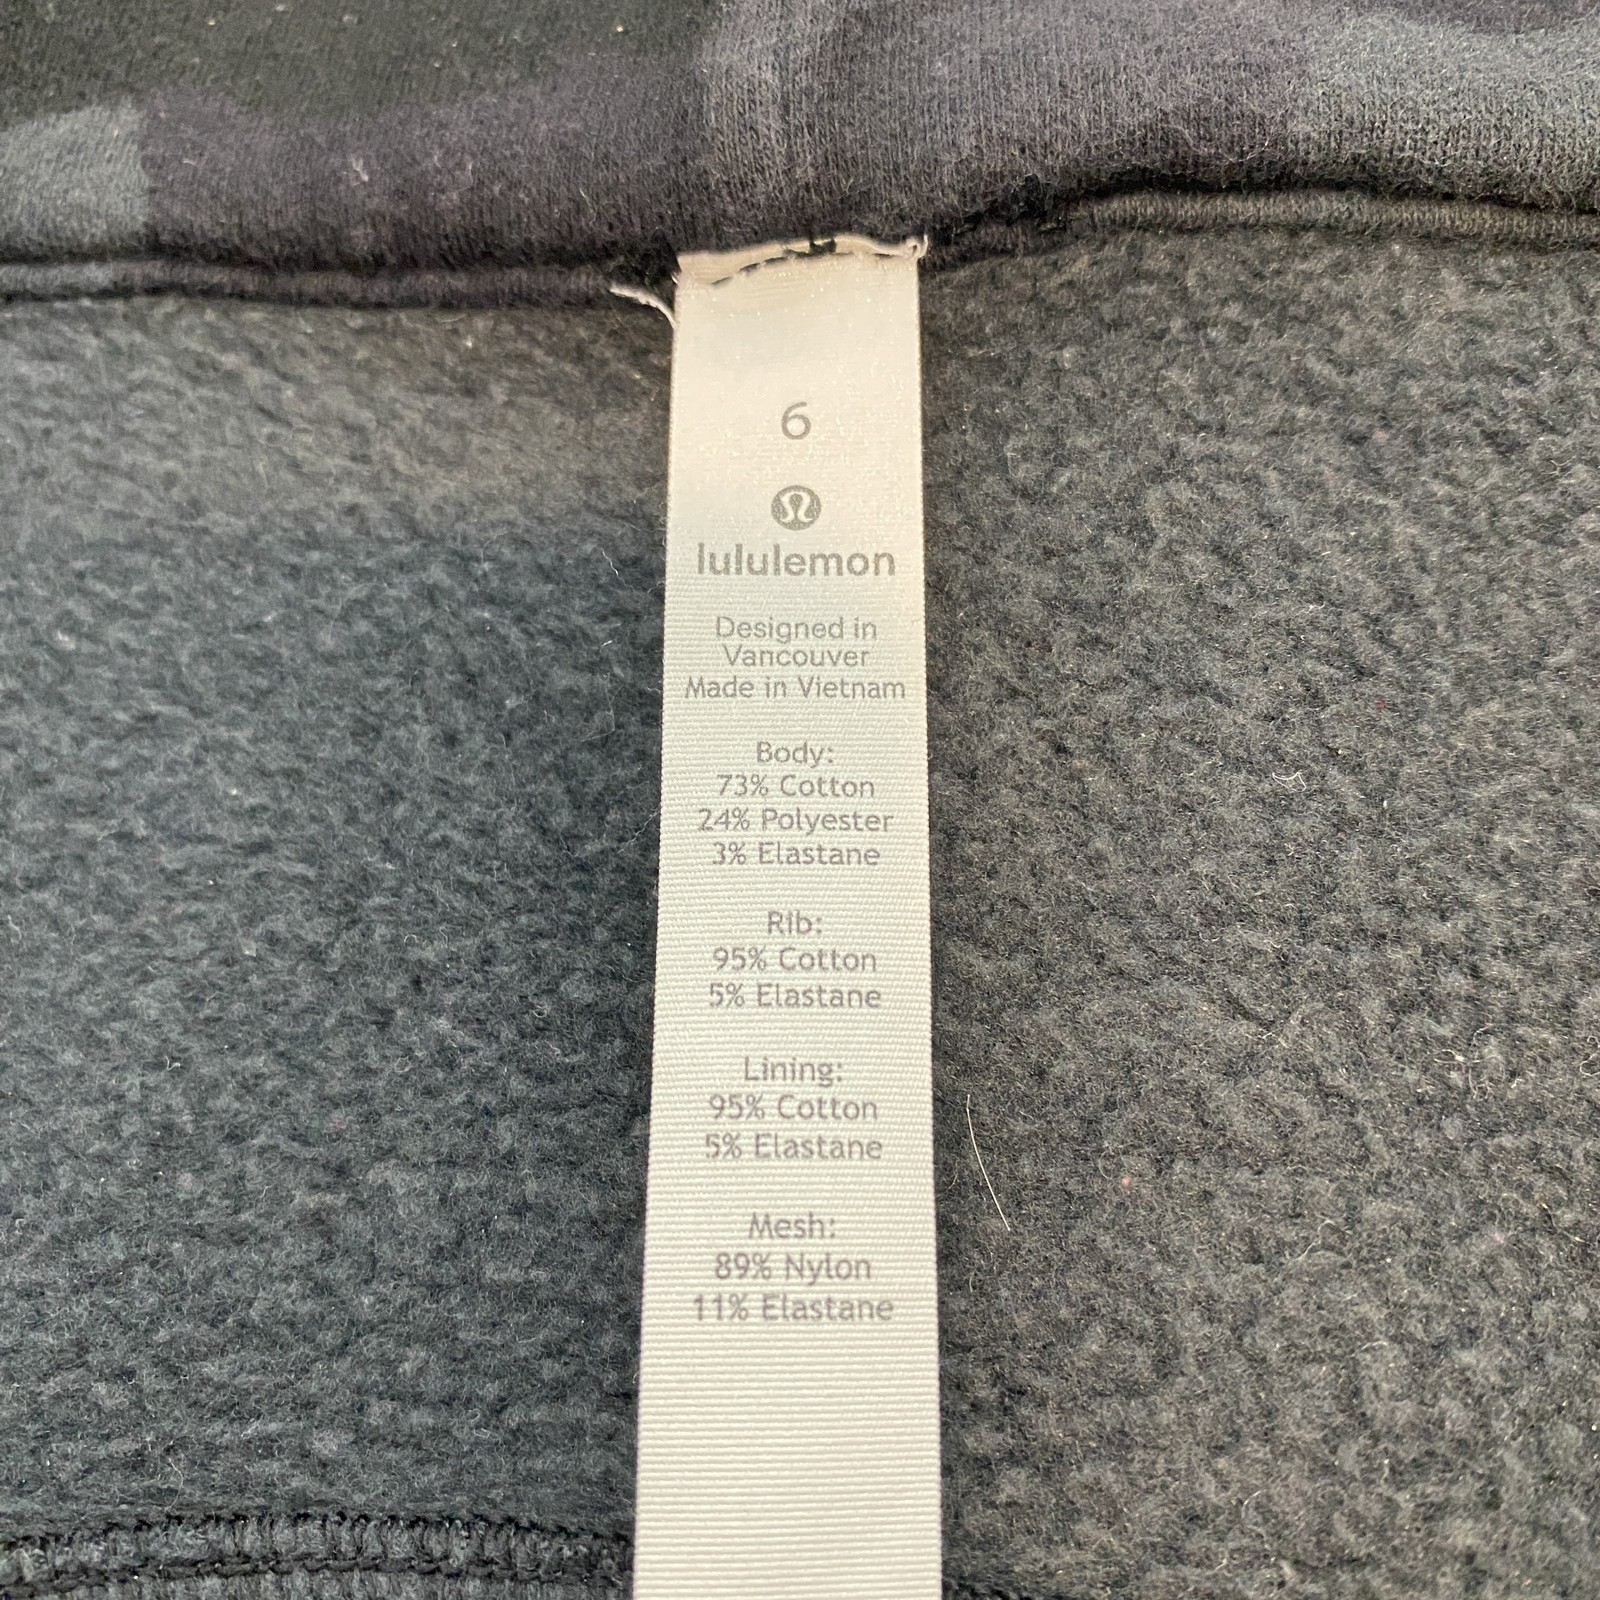 6
lululemon
Designed in
Vancouver
Made in Vietnam
Body:
73% Cotton
24% Polyester
3% Elastane
Rib:
95% Cotton
5% Elastane
Lining:
95% Cotton
5% Elastane
Mesh:
89% Nylon
11% Elastane